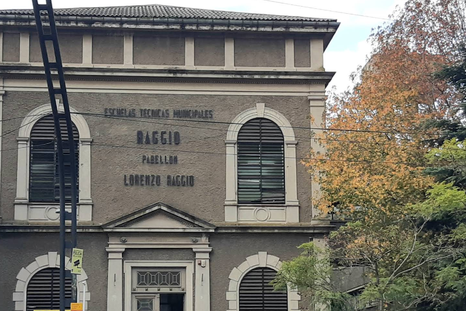 ESCUELAS TECNICAS MUNICIPALES
RAGGIO
PABELLON
LORENZO RAGGIO